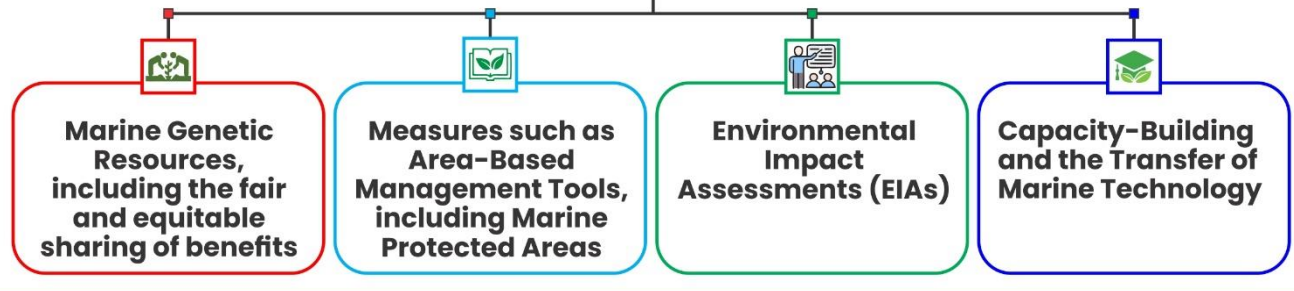 Marine Genetic
Resources,
including the fair
and equitable
sharing of benefits
Measures such as
Area-Based
Management Tools,
including Marine
Protected Areas
Environmental
Impact
Assessments (EIAs)
Capacity-Building
and the Transfer of
Marine Technology